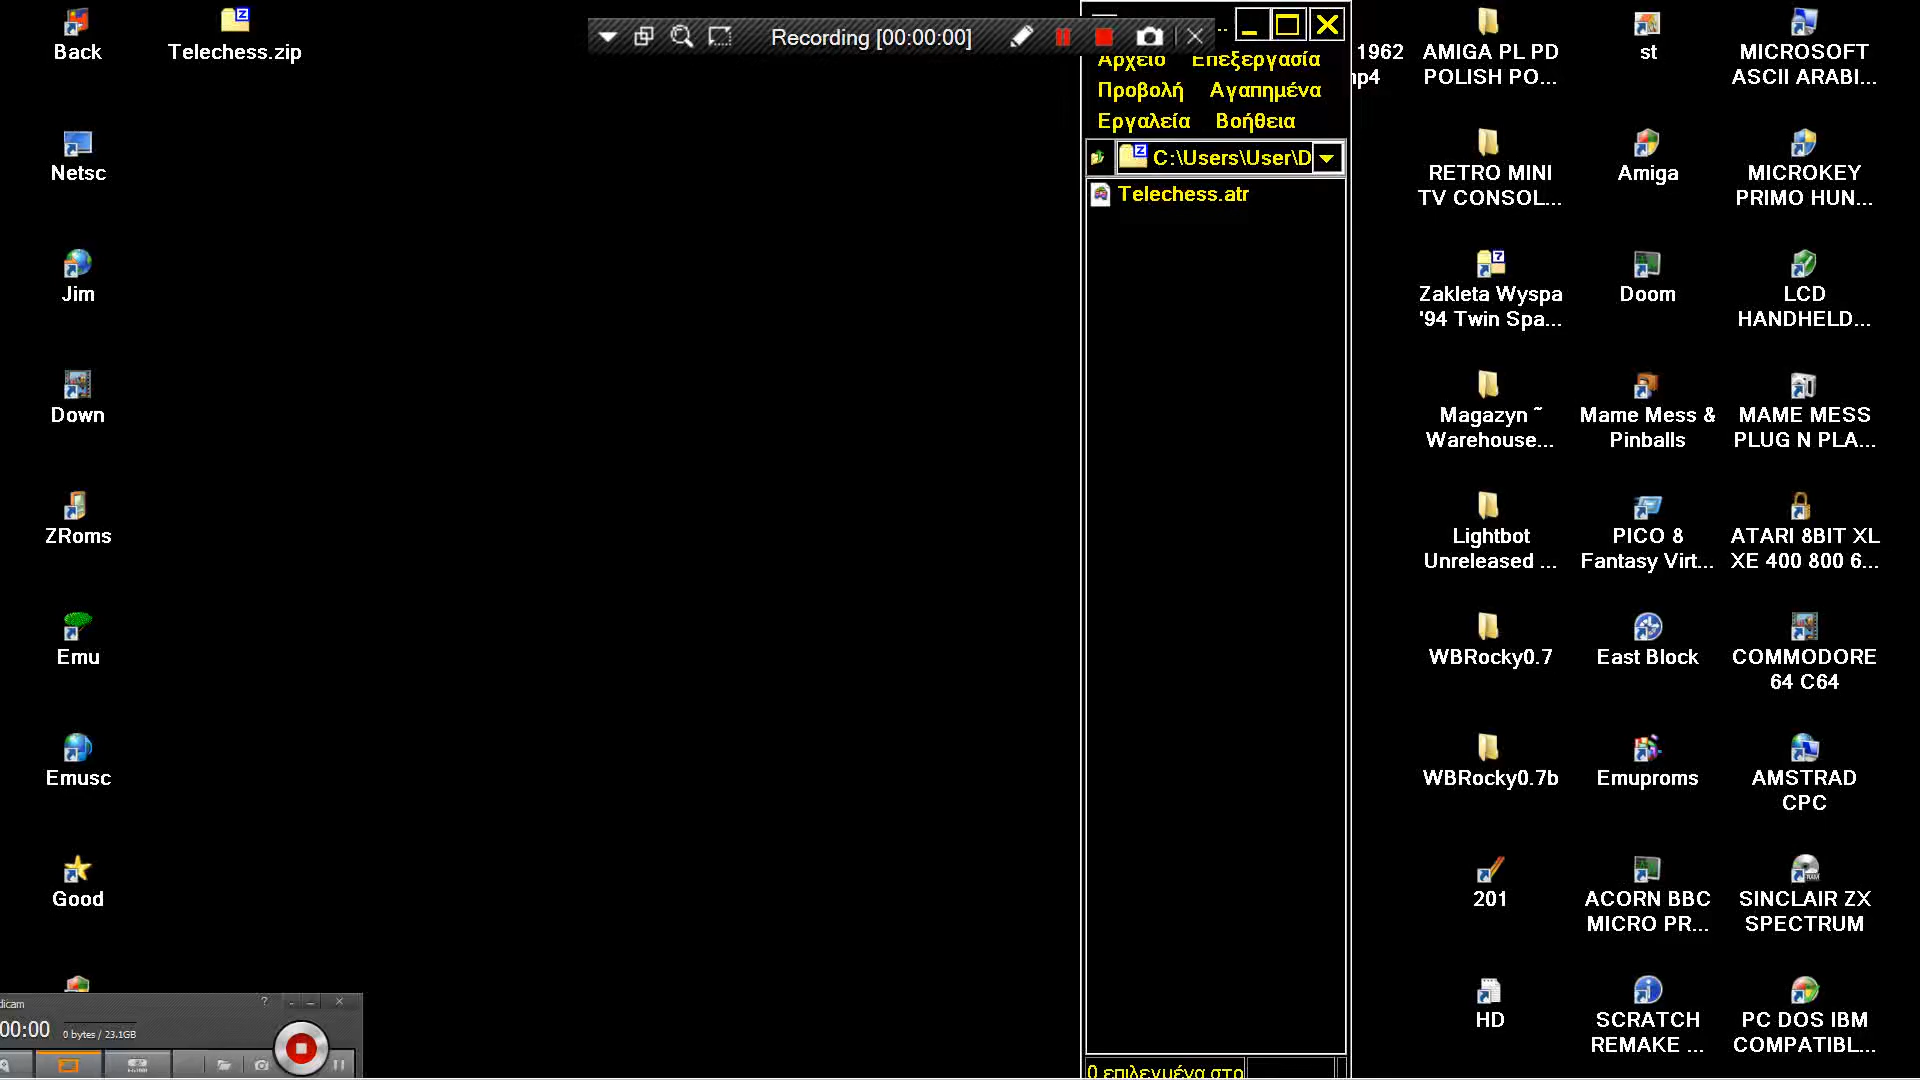 Back
Telechess.zip
Netsc
Jim
Down
ZRoms
Emu
Emusc
Good
Recording [00:00:00]
Αρχείο Επεξεργασία
Προβολή Αγαπημένα
Εργαλεία Βοήθεια
C:\Users\User\D
Telechess.atr
0 επιλεγμένα στο
1962
mp4
AMIGA PL PD
POLISH PO...
st
MICROSOFT
ASCII ARABI...
RETRO MINI
TV CONSOL...
Amiga
MICROKEY
PRIMO HUN...
Zakleta Wyspa
'94 Twin Spa...
Doom
LCD
HANDHELD...
Magazyn ~
Warehouse...
Mame Mess &
Pinballs
MAME MESS
PLUG N PLA...
Lightbot
Unreleased ...
PICO 8
Fantasy Virt...
ATARI 8BIT XL
XE 400 800 6...
WBRocky0.7
East Block
COMMODORE
64 C64
WBRocky0.7b
Emuproms
AMSTRAD
CPC
201
ACORN BBC
MICRO PR...
SINCLAIR ZX
SPECTRUM
HD
SCRATCH
REMAKE ...
PC DOS IBM
COMPATIBL...
dicam
00:00
0 bytes / 23.1GB